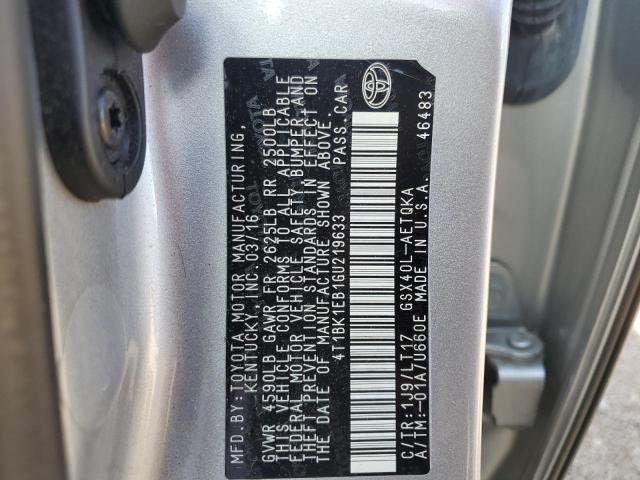 MFD.BY:TOYOTA MOTOR MANUFACTURING,
KENTUCKY, INC.03/16
GVWR 4590LB GAWR FR 2625LB RR 2500LB
THIS VEHICLE CONFORMS TO ALL APPLICABLE
FEDERAL MOTOR VEHICLE SAFETY, BUMPER, AND
THEFT PREVENTION STANDARDS IN EFFECT ON
THE DATE OF MANUFACTURE SHOWN ABOVE.
4T1BK1EB1GU219633 PASS.CAR
C/TR:1J9/LT17 GSX40L-AETQKA
A/TM:-01A/U660E MADE IN U.S.A. 46483